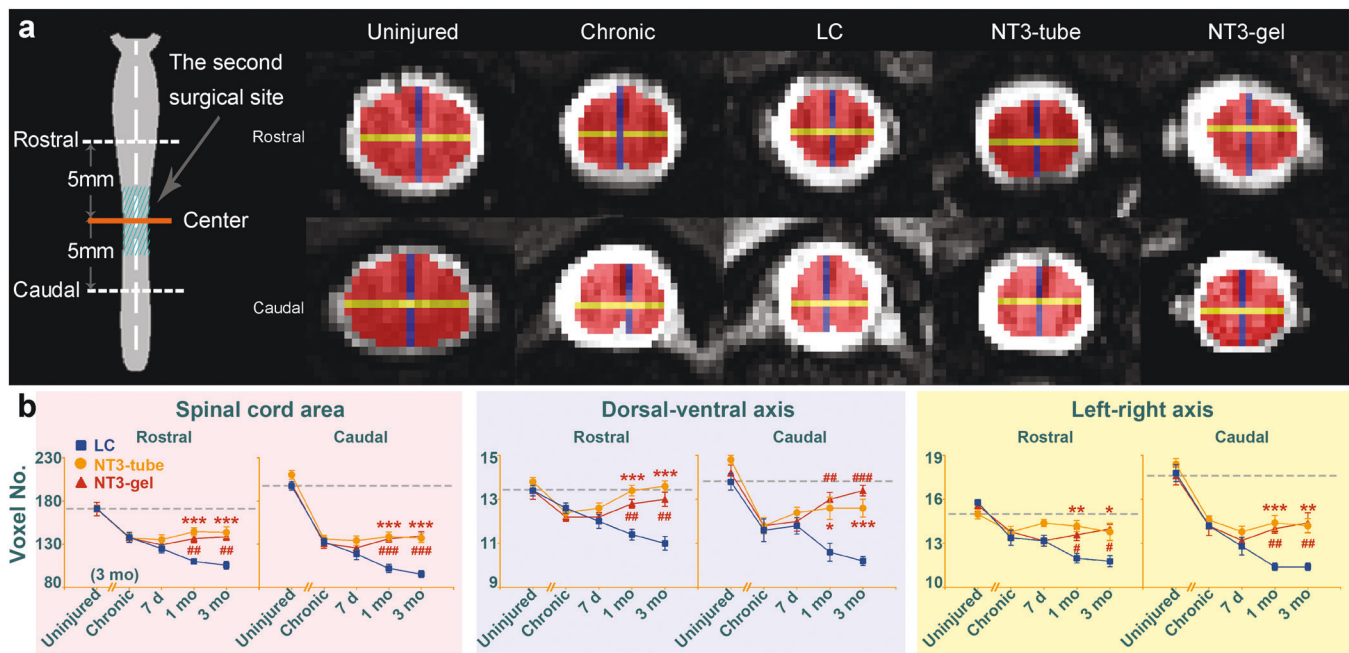 a
Uninjured
Chronic
LC
NT3-tube
NT3-gel
The second
surgical site
Rostral
5mm
Center
5mm
Caudal
Rostral
Caudal
b
Spinal cord area
Rostral
Caudal
LC
NT3-tube
NT3-gel
Voxel No.
230
180
130
80
(3 mo)
*** ***
## ##
*** ***
### ###
Uninjured
Chronic
7 d
1 mo
3 mo
Uninjured
Chronic
7 d
1 mo
3 mo
Dorsal-ventral axis
Rostral
Caudal
15
13
11
9
*** ***
## ##
## ###
* ***
Uninjured
Chronic
7 d
1 mo
3 mo
Uninjured
Chronic
7 d
1 mo
3 mo
Left-right axis
Rostral
Caudal
19
16
13
10
** *
# #
*** **
## ##
Uninjured
Chronic
7 d
1 mo
3 mo
Uninjured
Chronic
7 d
1 mo
3 mo